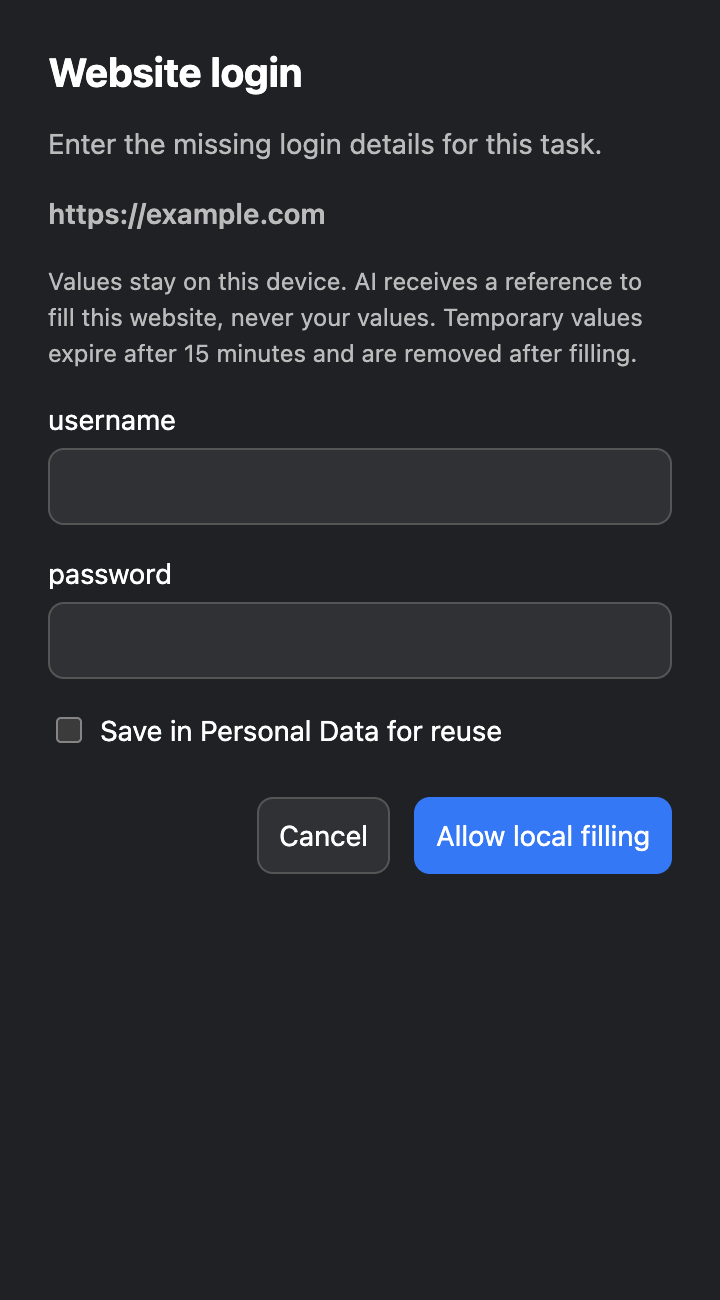 Website login
Enter the missing login details for this task.
https://example.com
Values stay on this device. AI receives a reference to
fill this website, never your values. Temporary values
expire after 15 minutes and are removed after filling.
username
password
Save in Personal Data for reuse
Cancel
Allow local filling